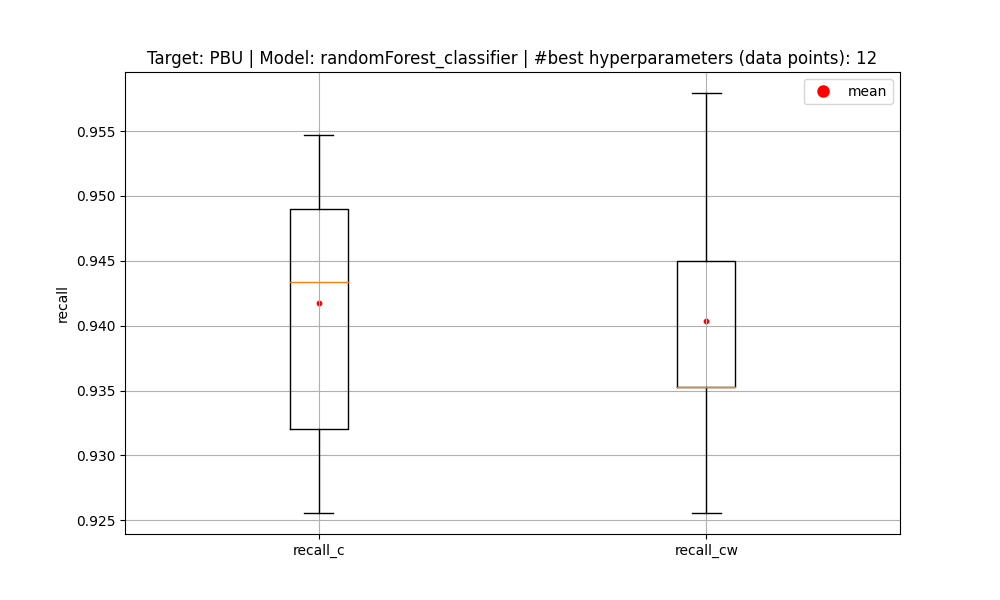 Target: PBU | Model: randomForest_classifier | #best hyperparameters (data points): 12
mean
0.955
0.950
0.945
0.940
0.935
0.930
0.925
recall
recall_c
recall_cw